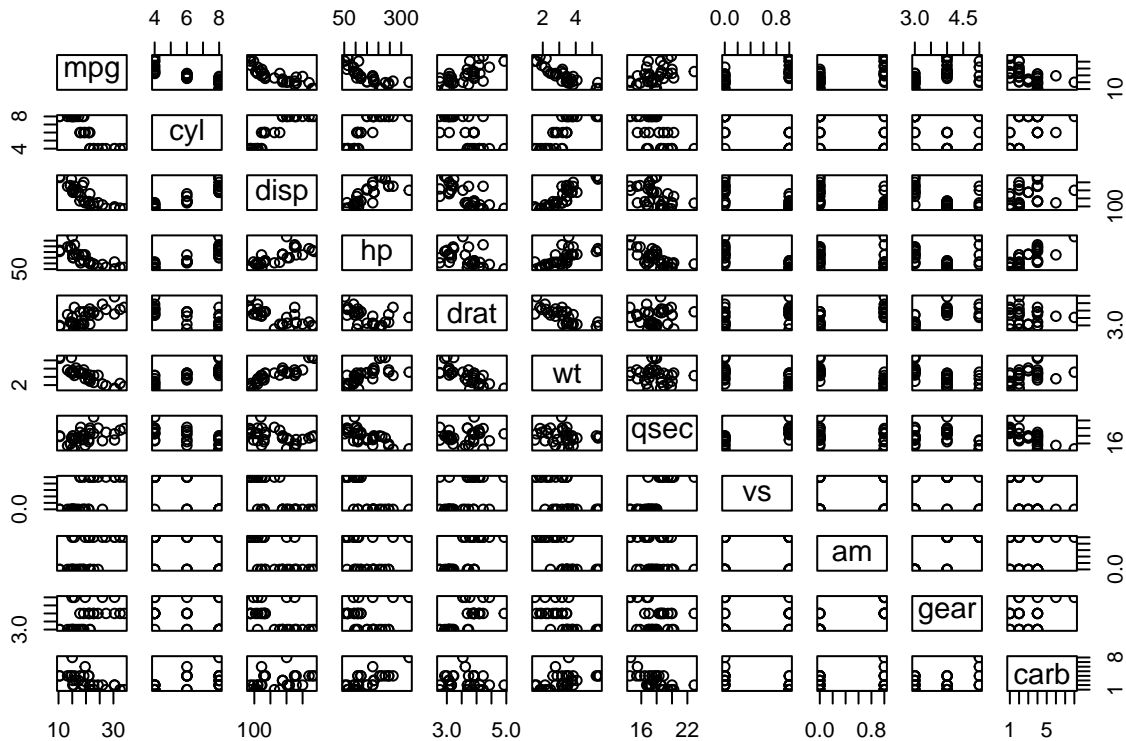 4 6 8 50 300 2 4 0.0 0.8 3.0 4.5
mpg 10
8 4 cyl
disp 100
50 hp
drat 3.0
2 wt
qsec 16
0.0 vs
am 0.0
3.0 gear
carb 1 8
10 30 100 3.0 5.0 16 22 0.0 0.8 1 5